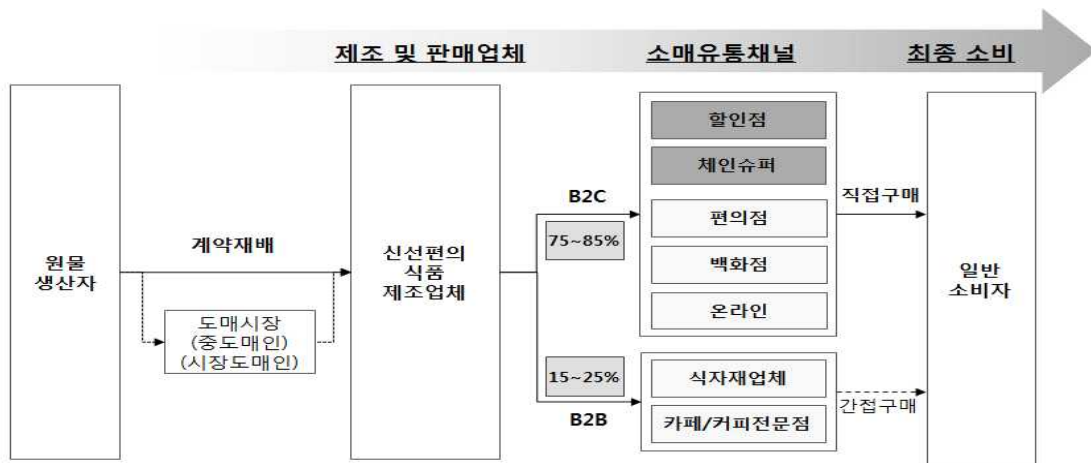 제조 및 판매업체
소매유통채널
최종 소비
원물
생산자
계약재배
도매시장
(중도매인)
(시장도매인)
신선편의
식품
제조업체
B2C
75~85%
15~25%
B2B
할인점
체인슈퍼
편의점
백화점
온라인
식자재업체
카페/커피전문점
직접구매
간접구매
일반
소비자